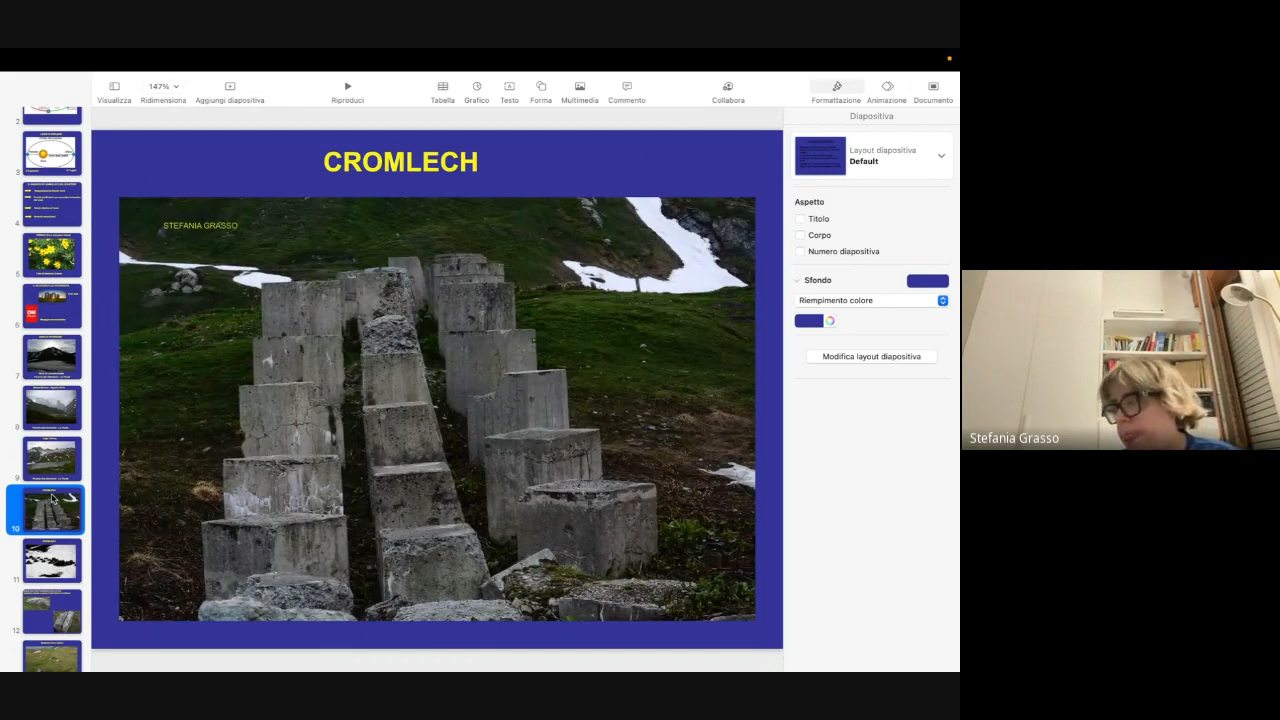 147%
Visualizza
Ridimensiona
Aggiungi diapositiva
Riproduci
Tabella
Grafico
Testo
Forma
Multimedia
Commento
Collabora
Formattazione
Animazione
Documento
Diapositiva
2
3
4
5
6
7
8
9
10
11
12
CROMLECH
STEFANIA GRASSO
Layout diapositiva
Default
Aspetto
Titolo
Corpo
Numero diapositiva
Sfondo
Riempimento colore
Modifica layout diapositiva
Stefania Grasso